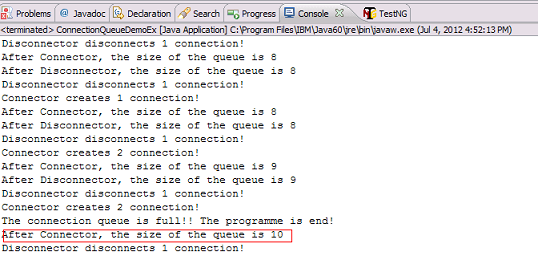 Problems @ Javadoc Declaration Search Progress Console TestNG
<terminated> ConnectionQueueDemoEx [Java Application] C:\Program Files\IBM\Java60\jre\bin\javaw.exe (Jul 4, 2012 4:52:13 PM)
Disconnector disconnects 1 connection!
After Connector, the size of the queue is 8
After Disconnector, the size of the queue is 8
Disconnector disconnects 1 connection!
Connector creates 1 connection!
After Connector, the size of the queue is 8
After Disconnector, the size of the queue is 8
Disconnector disconnects 1 connection!
Connector creates 2 connection!
After Connector, the size of the queue is 9
After Disconnector, the size of the queue is 9
Disconnector disconnects 1 connection!
Connector creates 2 connection!
The connection queue is full!! The programme is end!
After Connector, the size of the queue is 10
Disconnector disconnects 1 connection!